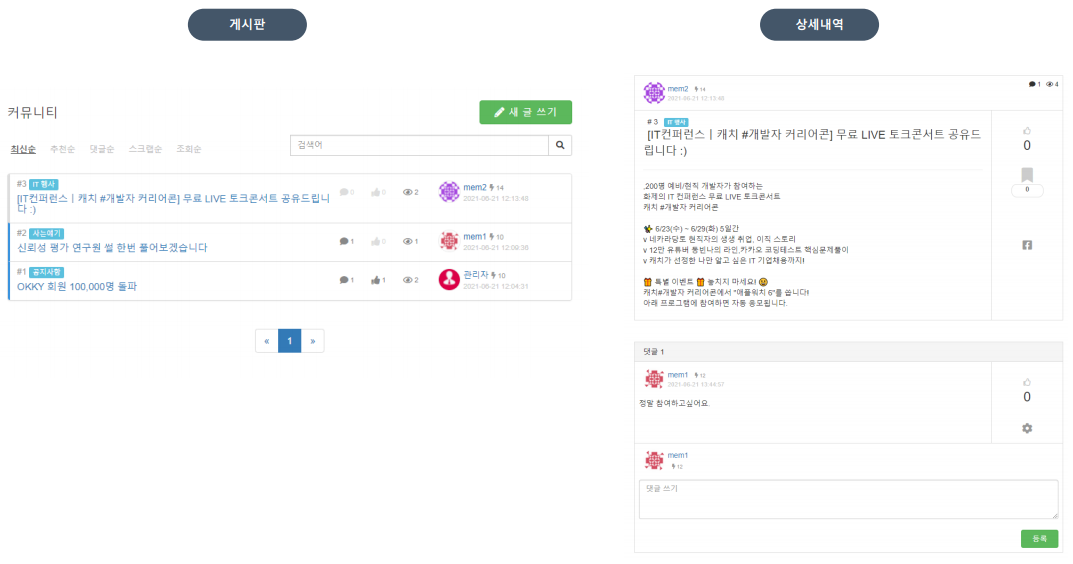 게시판
커뮤니티
새 글 쓰기
최신순 추천순 댓글순 스크랩순 조회순
검색어
#3 IT 행사
[IT컨퍼런스ㅣ캐치 #개발자 커리어콘] 무료 LIVE 토크콘서트 공유드립니
다 :)
0 0 2
mem2 14
2021-06-21 12:13:48
#2 사는얘기
신뢰성 평가 연구원 썰 한번 풀어보겠습니다
1 0 1
mem1 10
2021-06-21 12:09:36
#1 공지사항
OKKY 회원 100,000명 돌파
1 1 2
관리자 10
2021-06-21 12:04:31
« 1 »
상세내역
mem2 14
2021-06-21 12:13:48
1 4
# 3 IT 행사
[IT컨퍼런스ㅣ캐치 #개발자 커리어콘] 무료 LIVE 토크콘서트 공유드
립니다 :)
0
0
,200명 예비/현직 개발자가 참여하는
화제의 IT 컨퍼런스 무료 LIVE 토크콘서트
캐치 #개발자 커리어콘
6/23(수) ~ 6/29(화) 5일간
v 네카라당토 현직자의 생생 취업, 이직 스토리
v 12만 유튜버 동빈나의 라인,카카오 코딩테스트 핵심문제풀이
v 캐치가 선정한 나만 알고 싶은 IT 기업채용까지!
특별 이벤트 놓치지 마세요!
캐치#개발자 커리어콘에서 "애플워치 6"를 쏩니다!
아래 프로그램에 참여하면 자동 응모됩니다.
댓글 1
mem1 12
2021-06-21 13:44:57
정말 참여하고싶어요.
0
mem1
12
댓글 쓰기
등록